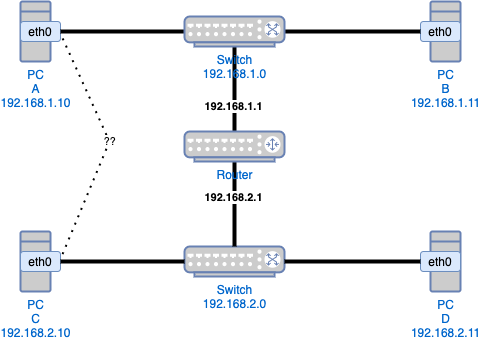 eth0
eth0
PC
A
192.168.1.10
Switch
192.168.1.0
PC
B
192.168.1.11
192.168.1.1
??
Router
192.168.2.1
eth0
eth0
PC
C
192.168.2.10
Switch
192.168.2.0
PC
D
192.168.2.11